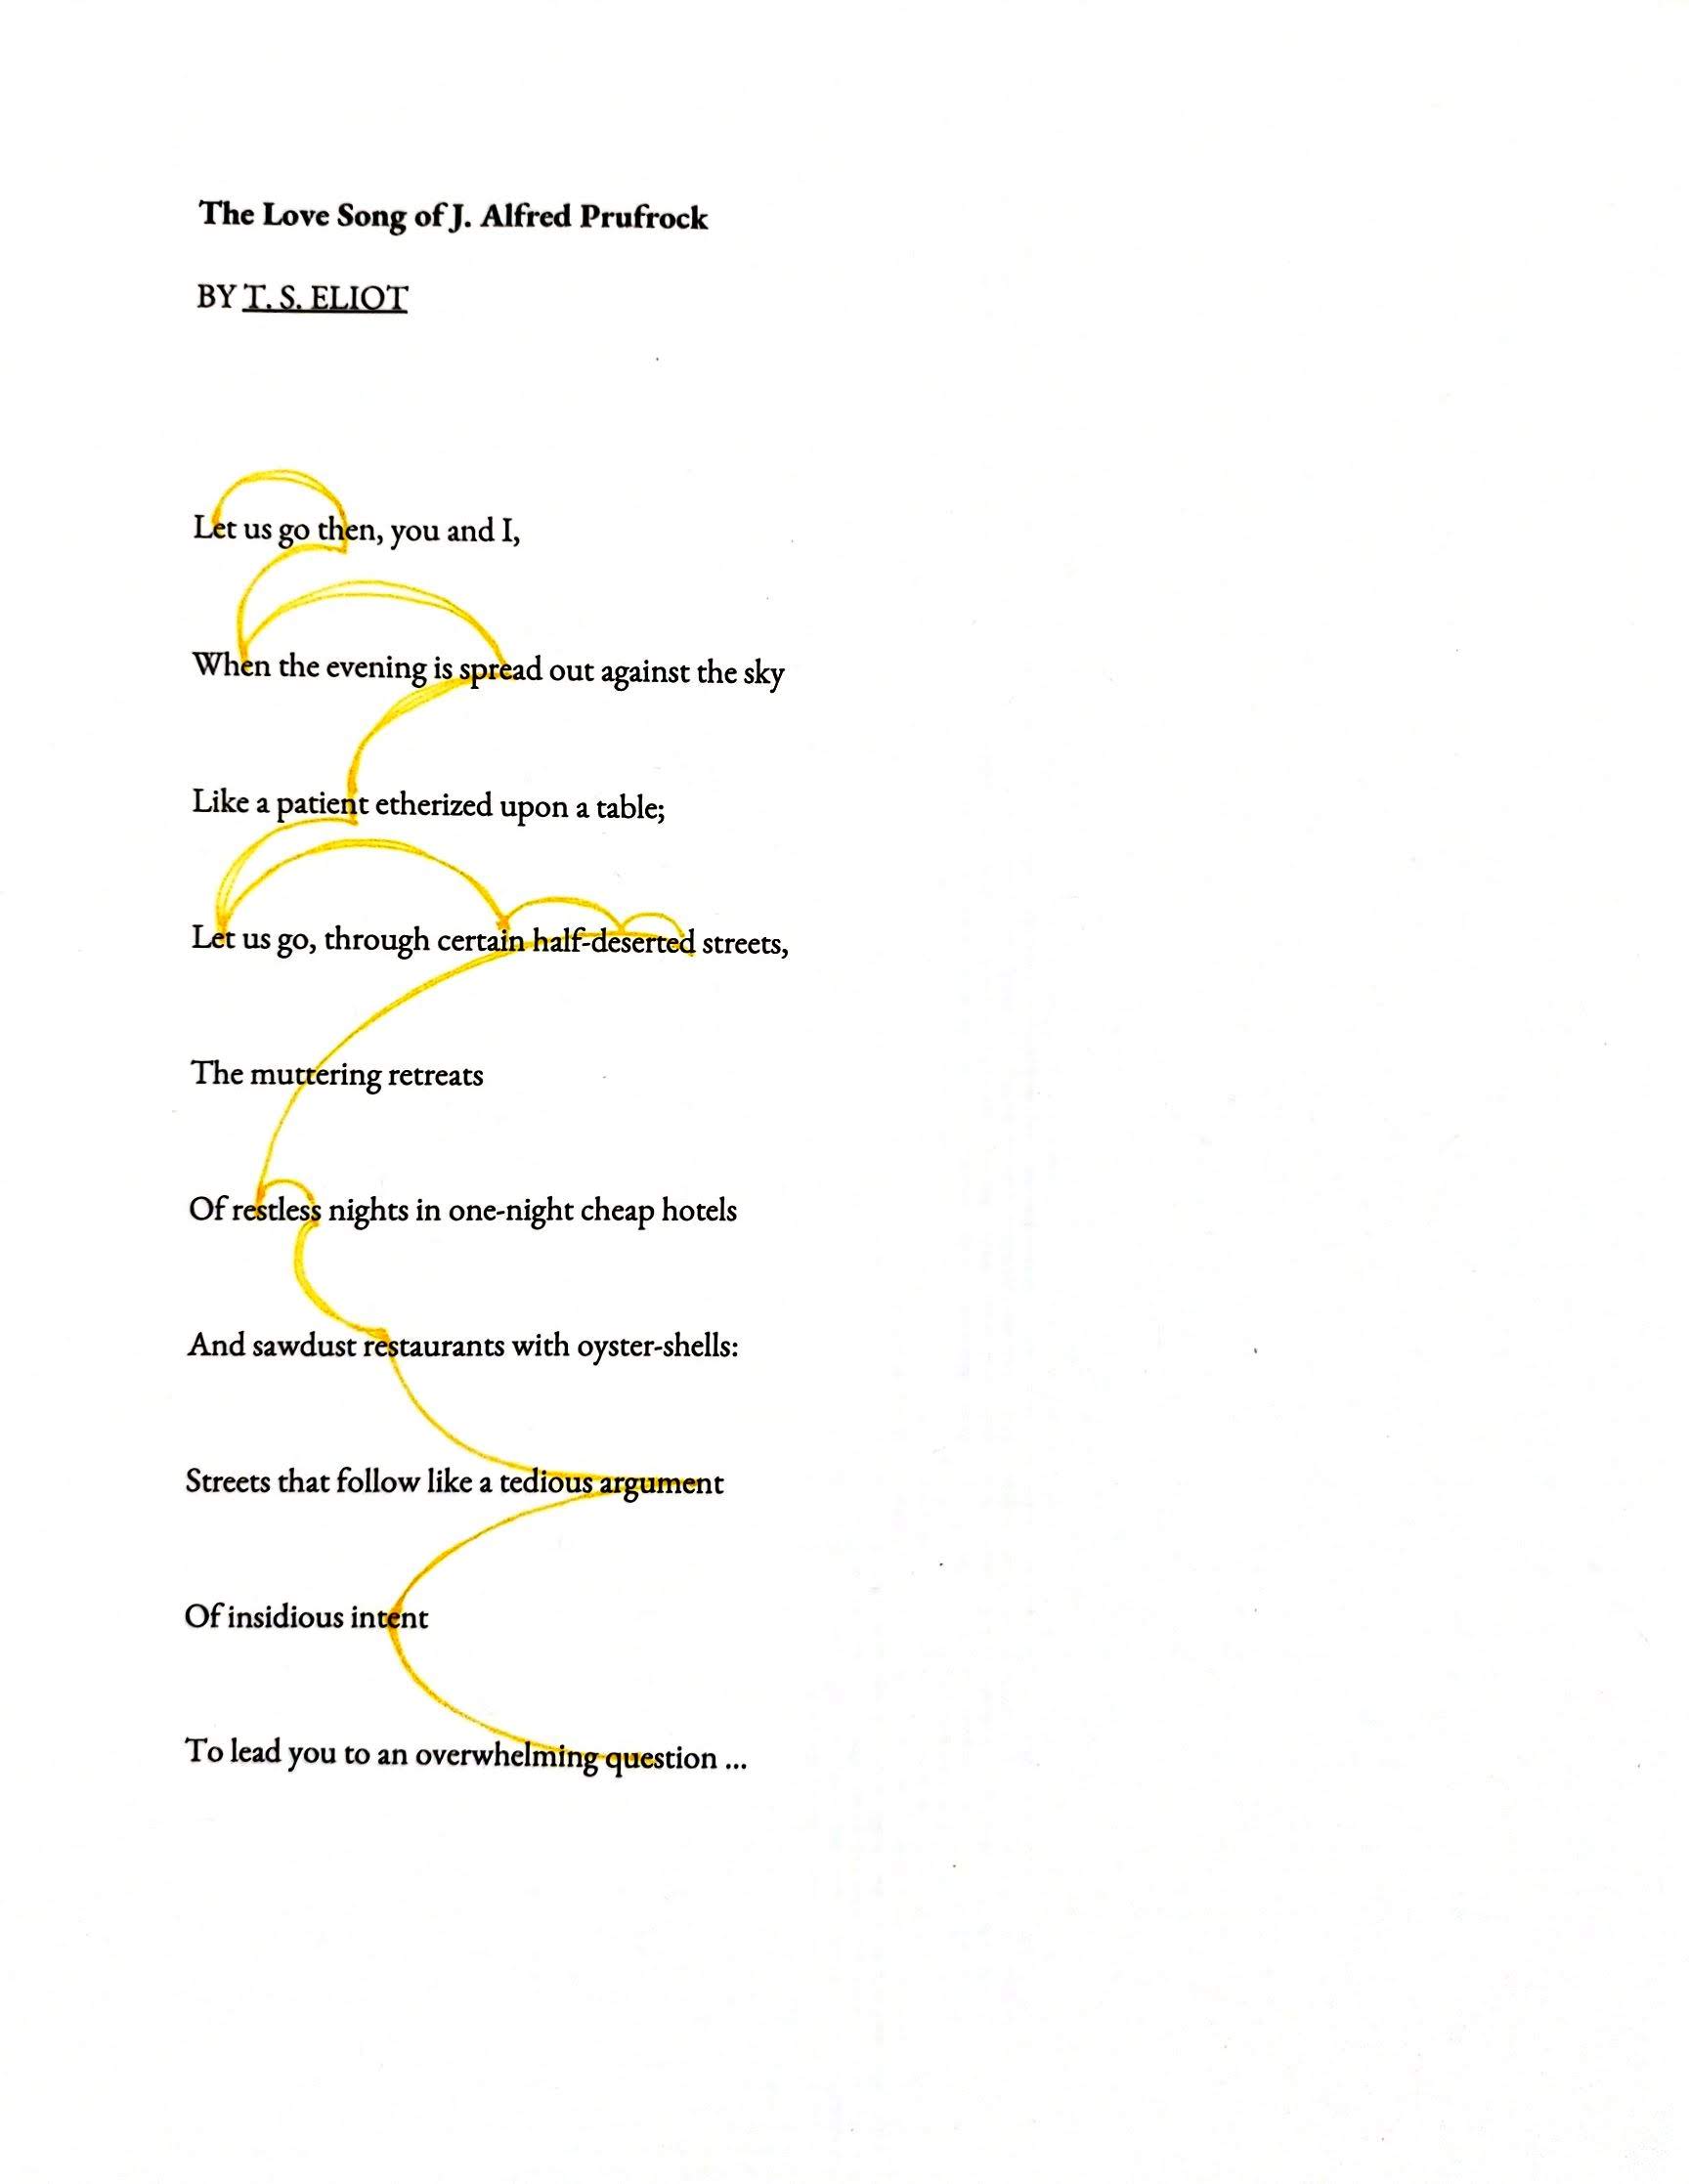 The Love Song of J. Alfred Prufrock
BY T. S. ELIOT
Let us go then, you and I,
When the evening is spread out against the sky
Like a patient etherized upon a table;
Let us go, through certain half-deserted streets,
The muttering retreats
Of restless nights in one-night cheap hotels
And sawdust restaurants with oyster-shells:
Streets that follow like a tedious argument
Of insidious intent
To lead you to an overwhelming question ...